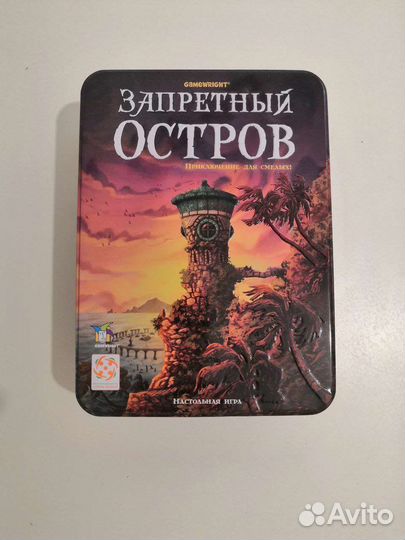 GAMEWRIGHT®
ЗАПРЕТНЫЙ
ОСТРОВ
ПРИКЛЮЧЕНИЕ ДЛЯ СМЕЛЫХ!
НАСТОЛЬНАЯ ИГРА
Avito